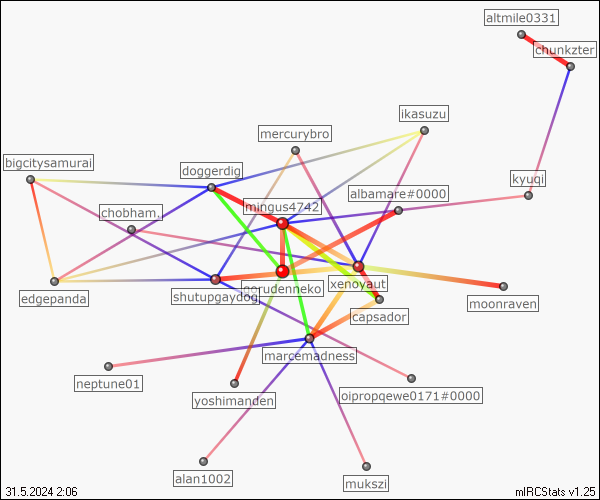 altmile0331
chunkzter
ikasuzu
mercurybro
bigcitysamurai
doggerdig
kyuqi
albamare#0000
mingus4742
chobham.
xenoyaut
gorudenneko
edgepanda
shutupgaydog
moonraven
capsador
marcemadness
neptune01
oipropqewe0171#0000
yoshimanden
alan1002
mukszi
31.5.2024 2:06
mIRCStats v1.25